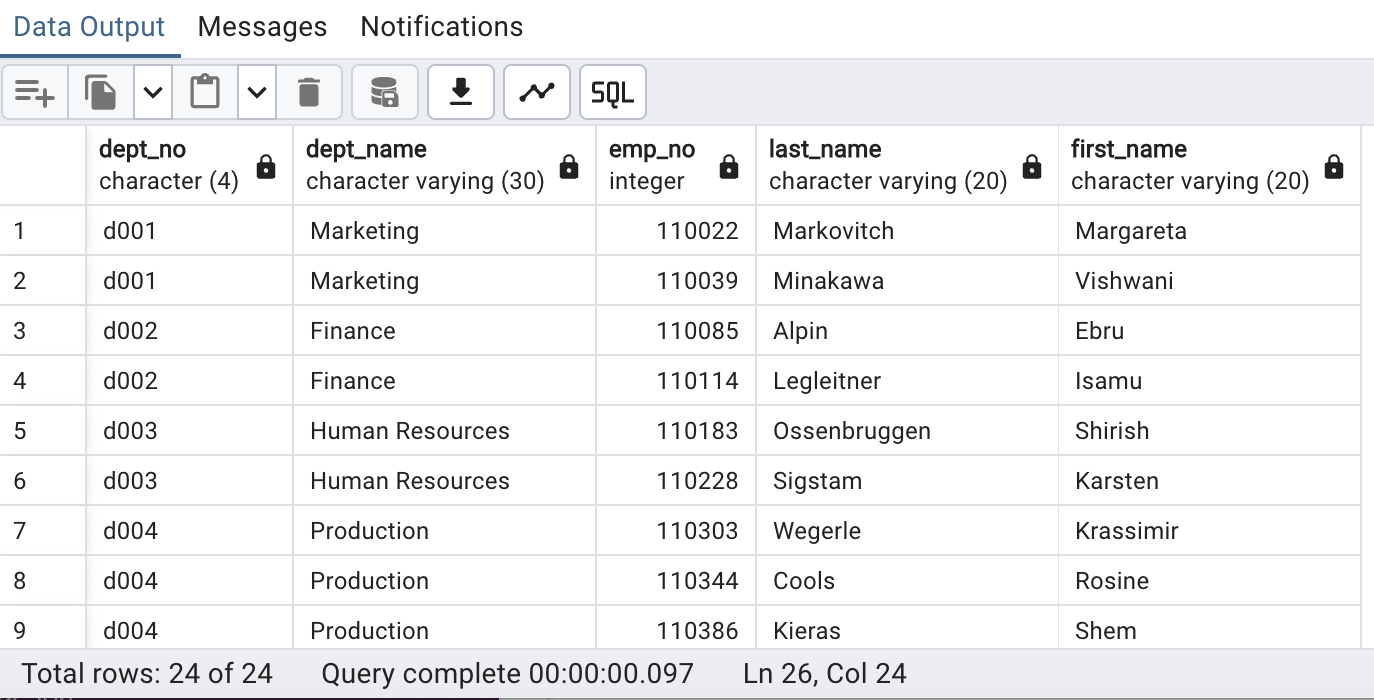 Data Output Messages Notifications
SQL
dept_no dept_name emp_no last_name first_name
character (4) character varying (30) integer character varying (20) character varying (20)
1 d001 Marketing 110022 Markovitch Margareta
2 d001 Marketing 110039 Minakawa Vishwani
3 d002 Finance 110085 Alpin Ebru
4 d002 Finance 110114 Legleitner Isamu
5 d003 Human Resources 110183 Ossenbruggen Shirish
6 d003 Human Resources 110228 Sigstam Karsten
7 d004 Production 110303 Wegerle Krassimir
8 d004 Production 110344 Cools Rosine
9 d004 Production 110386 Kieras Shem
Total rows: 24 of 24 Query complete 00:00:00.097 Ln 26, Col 24